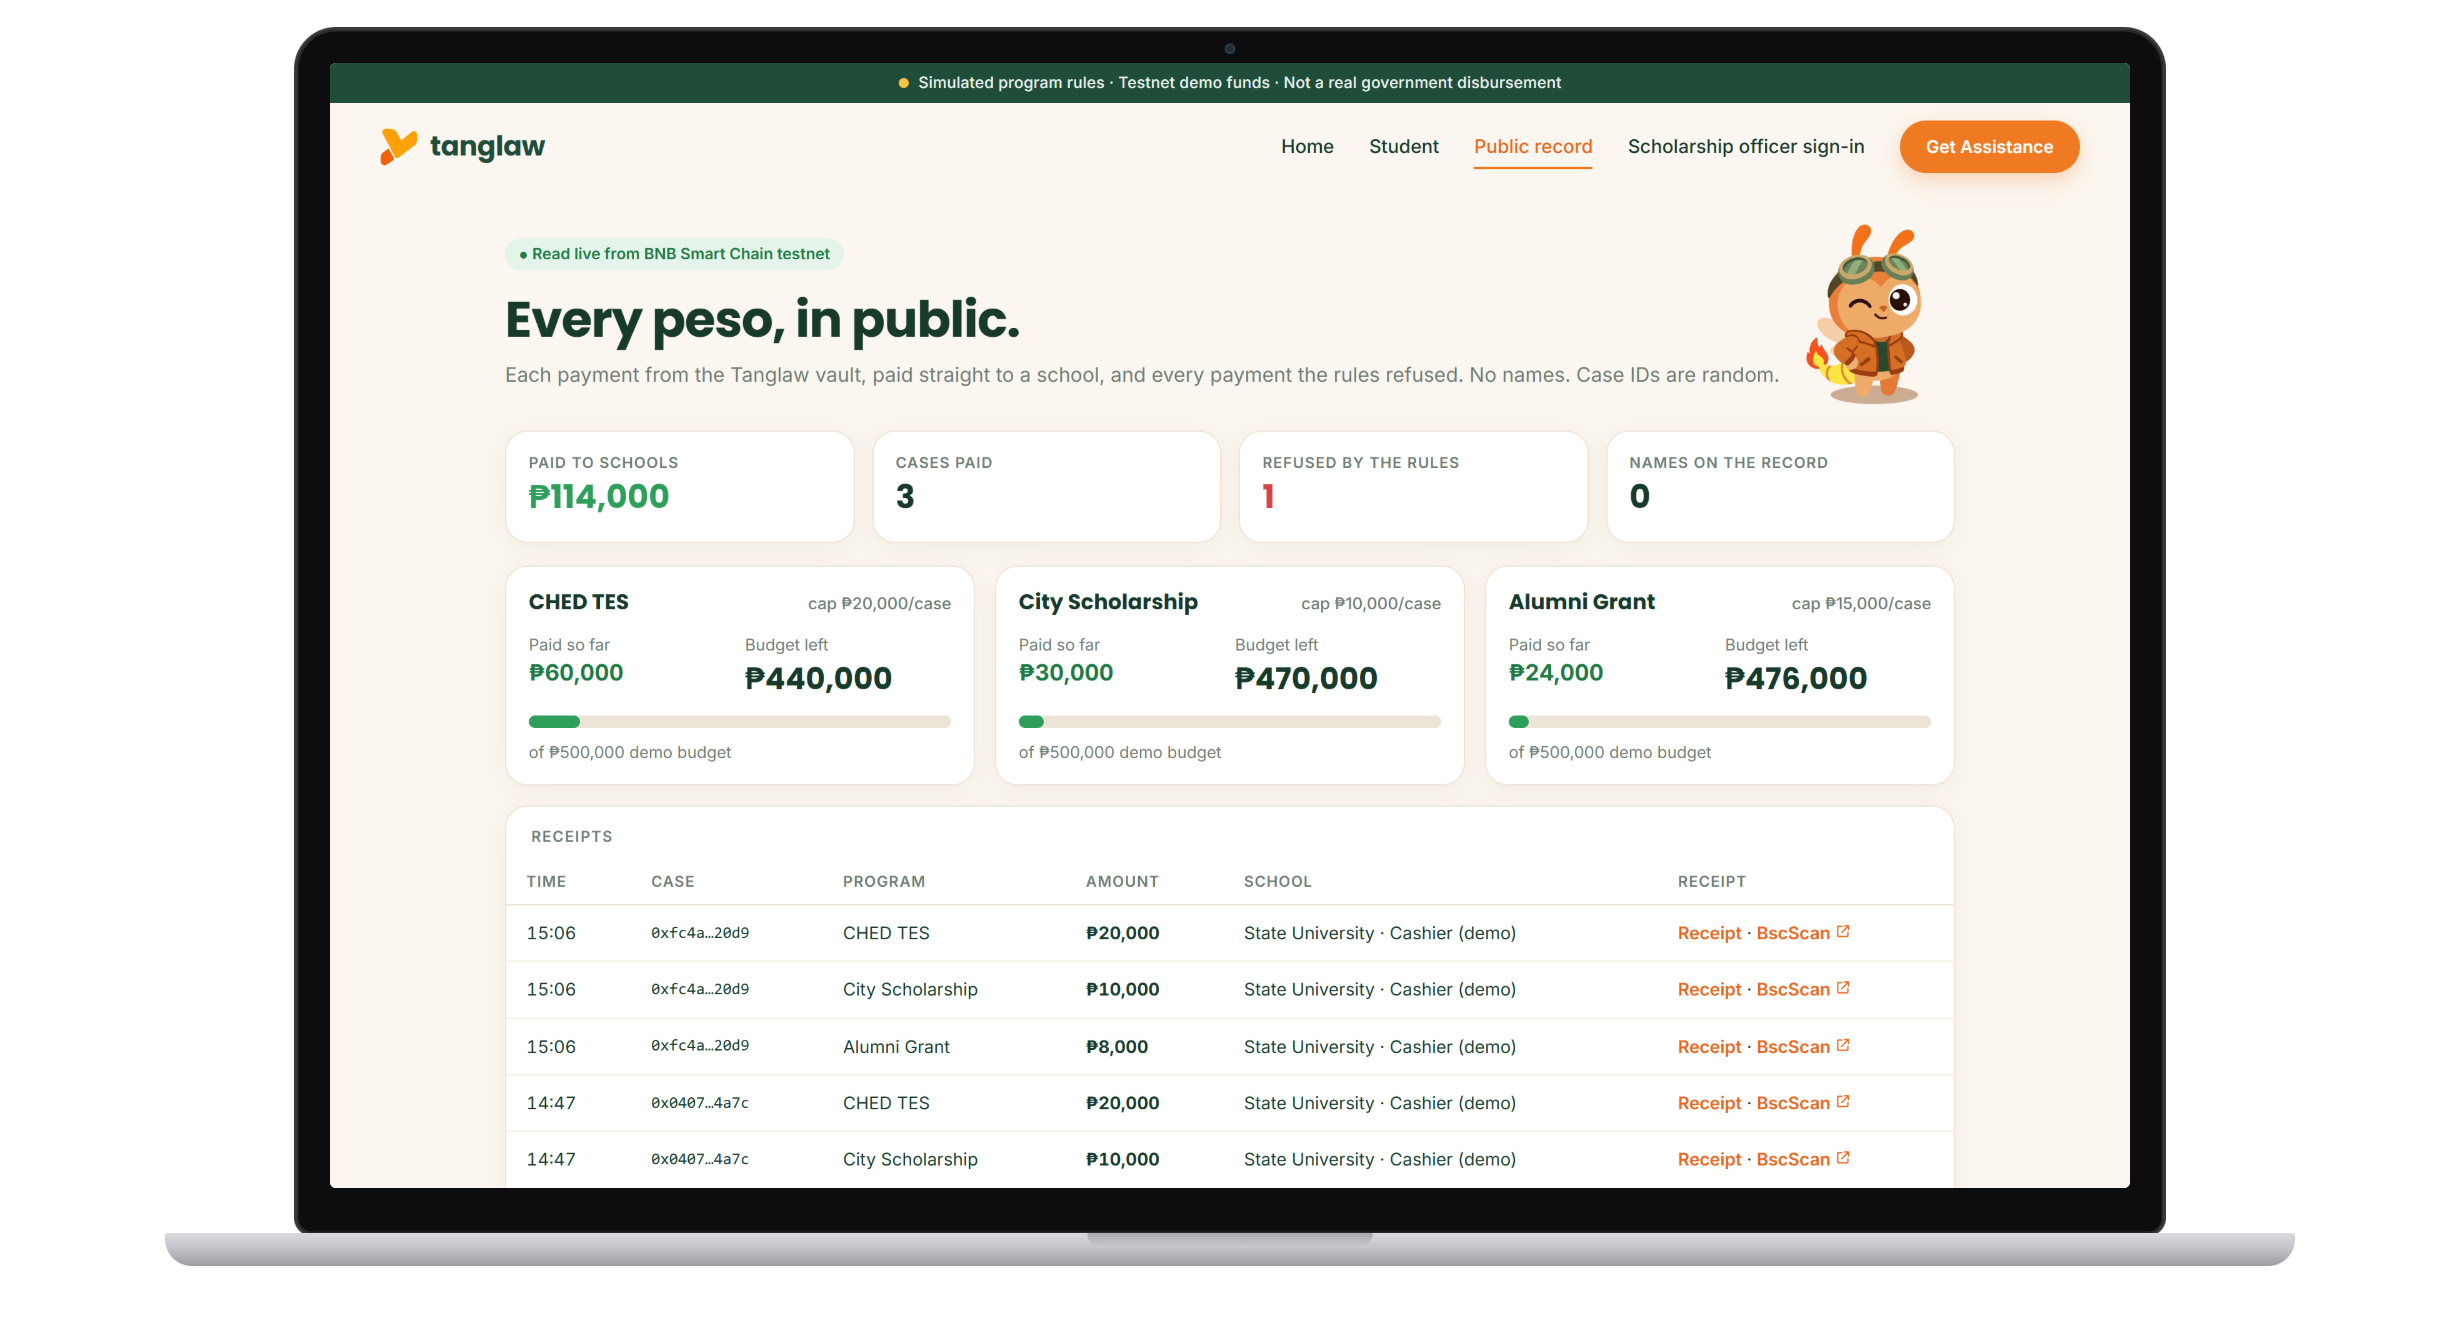 Simulated program rules · Testnet demo funds · Not a real government disbursement
tanglaw
Home Student Public record Scholarship officer sign-in Get Assistance
Read live from BNB Smart Chain testnet
Every peso, in public.
Each payment from the Tanglaw vault, paid straight to a school, and every payment the rules refused. No names. Case IDs are random.
PAID TO SCHOOLS CASES PAID REFUSED BY THE RULES NAMES ON THE RECORD
₱114,000 3 1 0
CHED TES cap ₱20,000/case City Scholarship cap ₱10,000/case Alumni Grant cap ₱15,000/case
Paid so far Budget left Paid so far Budget left Paid so far Budget left
₱60,000 ₱440,000 ₱30,000 ₱470,000 ₱24,000 ₱476,000
of ₱500,000 demo budget of ₱500,000 demo budget of ₱500,000 demo budget
RECEIPTS
TIME CASE PROGRAM AMOUNT SCHOOL RECEIPT
15:06 0xfc4a…20d9 CHED TES ₱20,000 State University · Cashier (demo) Receipt · BscScan
15:06 0xfc4a…20d9 City Scholarship ₱10,000 State University · Cashier (demo) Receipt · BscScan
15:06 0xfc4a…20d9 Alumni Grant ₱8,000 State University · Cashier (demo) Receipt · BscScan
14:47 0x0407…4a7c CHED TES ₱20,000 State University · Cashier (demo) Receipt · BscScan
14:47 0x0407…4a7c City Scholarship ₱10,000 State University · Cashier (demo) Receipt · BscScan